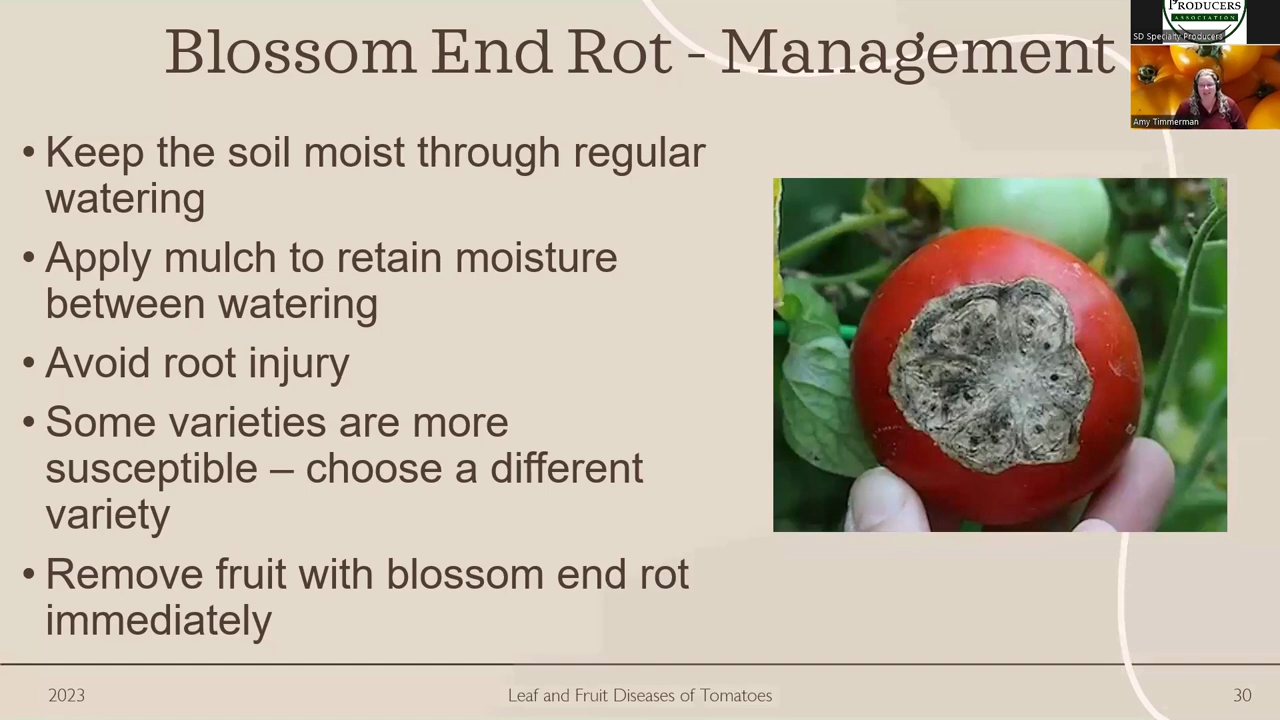 Blossom End Rot - Management
PRODUCERS
ASSOCIATION
SD Specialty Producers
Amy Timmerman
• Keep the soil moist through regular
watering
• Apply mulch to retain moisture
between watering
• Avoid root injury
• Some varieties are more
susceptible – choose a different
variety
• Remove fruit with blossom end rot
immediately
2023
Leaf and Fruit Diseases of Tomatoes
30